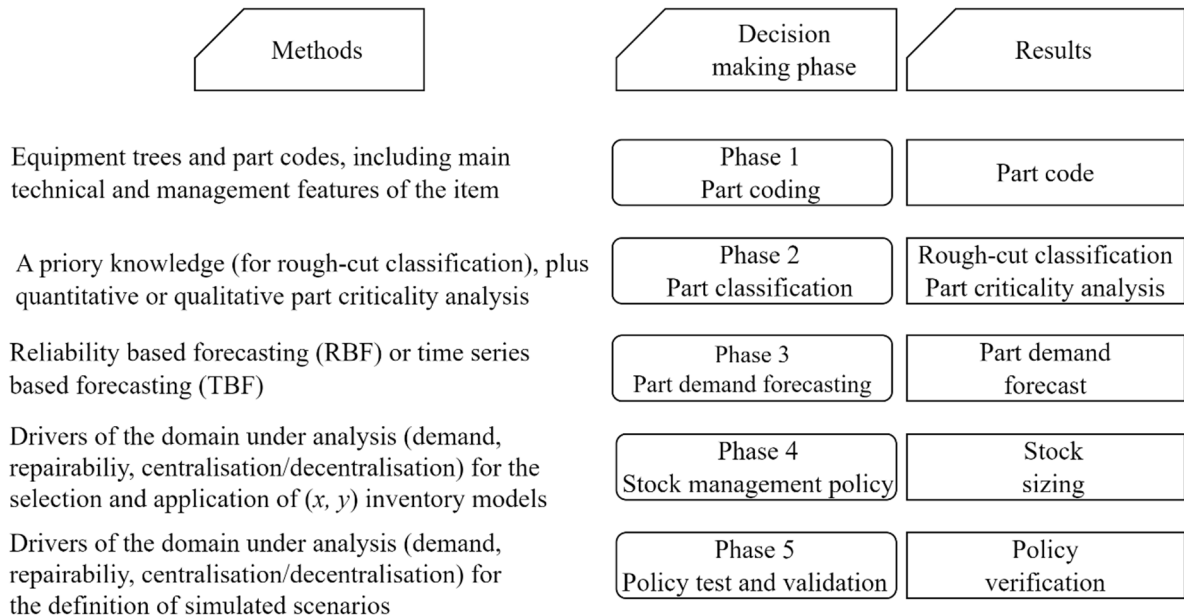 Methods
Decision
making phase
Results
Equipment trees and part codes, including main
technical and management features of the item
Phase 1
Part coding
Part code
A priory knowledge (for rough-cut classification), plus
quantitative or qualitative part criticality analysis
Phase 2
Part classification
Rough-cut classification
Part criticality analysis
Reliability based forecasting (RBF) or time series
based forecasting (TBF)
Phase 3
Part demand forecasting
Part demand
forecast
Drivers of the domain under analysis (demand,
repairabiliy, centralisation/decentralisation) for the
selection and application of (x, y) inventory models
Phase 4
Stock management policy
Stock
sizing
Drivers of the domain under analysis (demand,
repairabiliy, centralisation/decentralisation) for
the definition of simulated scenarios
Phase 5
Policy test and validation
Policy
verification